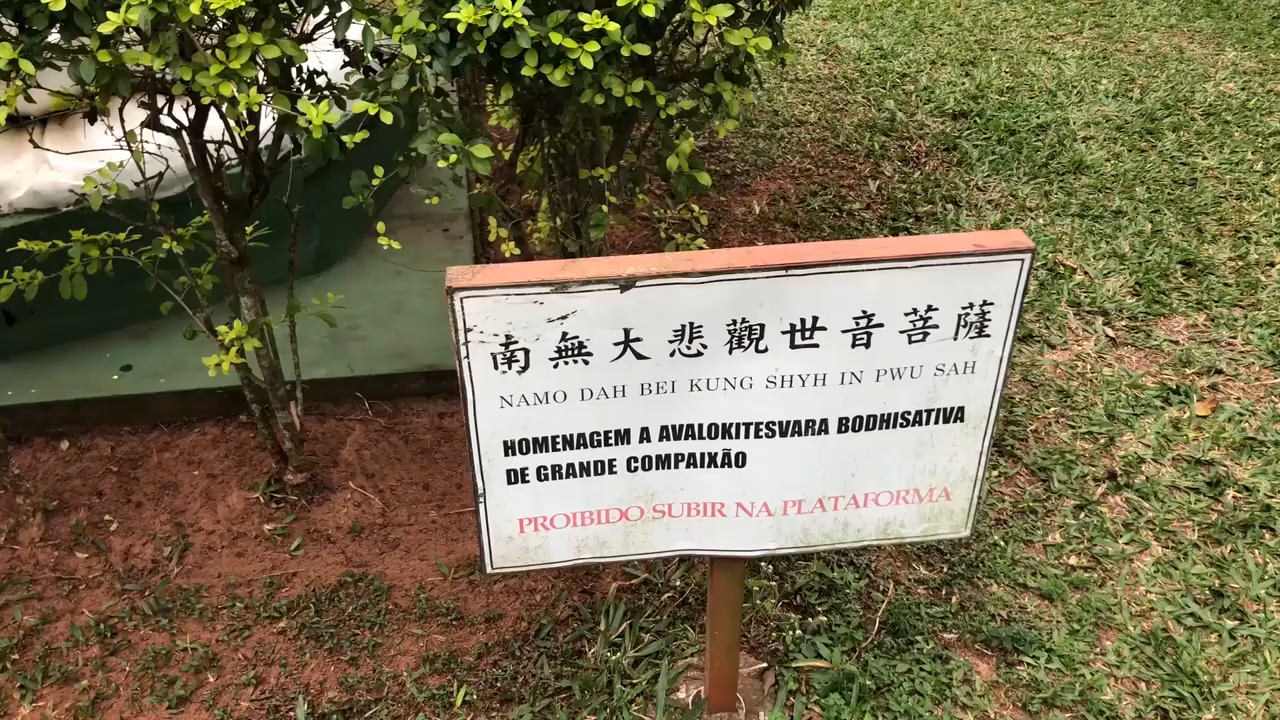 南無大悲觀世音菩薩
NAMO DAH BEI KUNG SHYH IN PWU SAH
HOMENAGEM A AVALOKITESVARA BODHISATIVA
DE GRANDE COMPAIXÃO
PROIBIDO SUBIR NA PLATAFORMA